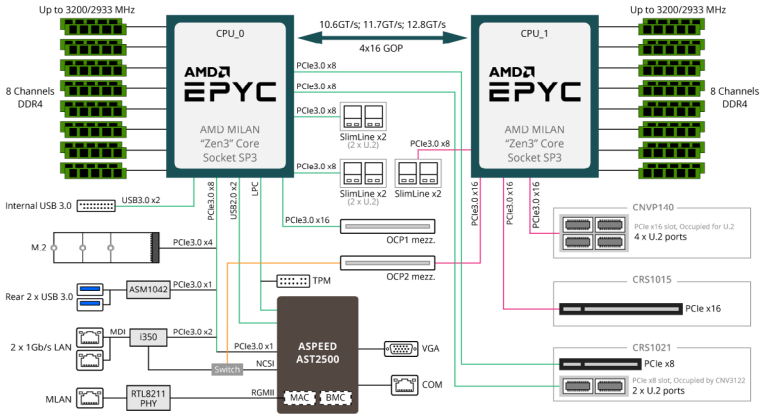 Up to 3200/2933 MHz
8 Channels
DDR4
CPU_0
AMD
EPYC
AMD MILAN
"Zen3" Core
Socket SP3
10.6GT/s; 11.7GT/s; 12.8GT/s
4x16 GOP
CPU_1
AMD
EPYC
AMD MILAN
"Zen3" Core
Socket SP3
Up to 3200/2933 MHz
8 Channels
DDR4
PCIe3.0 x8
PCIe3.0 x8
PCIe3.0 x8
SlimLine x2
(2 x U.2)
PCIe3.0 x8
PCIe3.0 x8
SlimLine x2
(2 x U.2)
SlimLine x2
Internal USB 3.0
USB3.0 x2
PCIe3.0 x8
USB2.0 x2
LPC
PCIe3.0 x16
OCP1 mezz.
PCIe3.0 x16
PCIe3.0 x16
PCIe3.0 x16
CNVP140
PCIe x16 slot, Occupied for U.2
4 x U.2 ports
M.2
PCIe3.0 x4
OCP2 mezz.
TPM
CRS1015
PCIe x16
Rear 2 x USB 3.0
ASM1042
PCIe3.0 x1
2 x 1Gb/s LAN
MDI
i350
PCIe3.0 x2
PCIe3.0 x1
Switch
NCSI
ASPEED
AST2500
VGA
COM
CRS1021
PCIe x8
PCIe x8 slot, Occupied by CNV3122
2 x U.2 ports
MLAN
RTL8211
PHY
RGMII
MAC
BMC